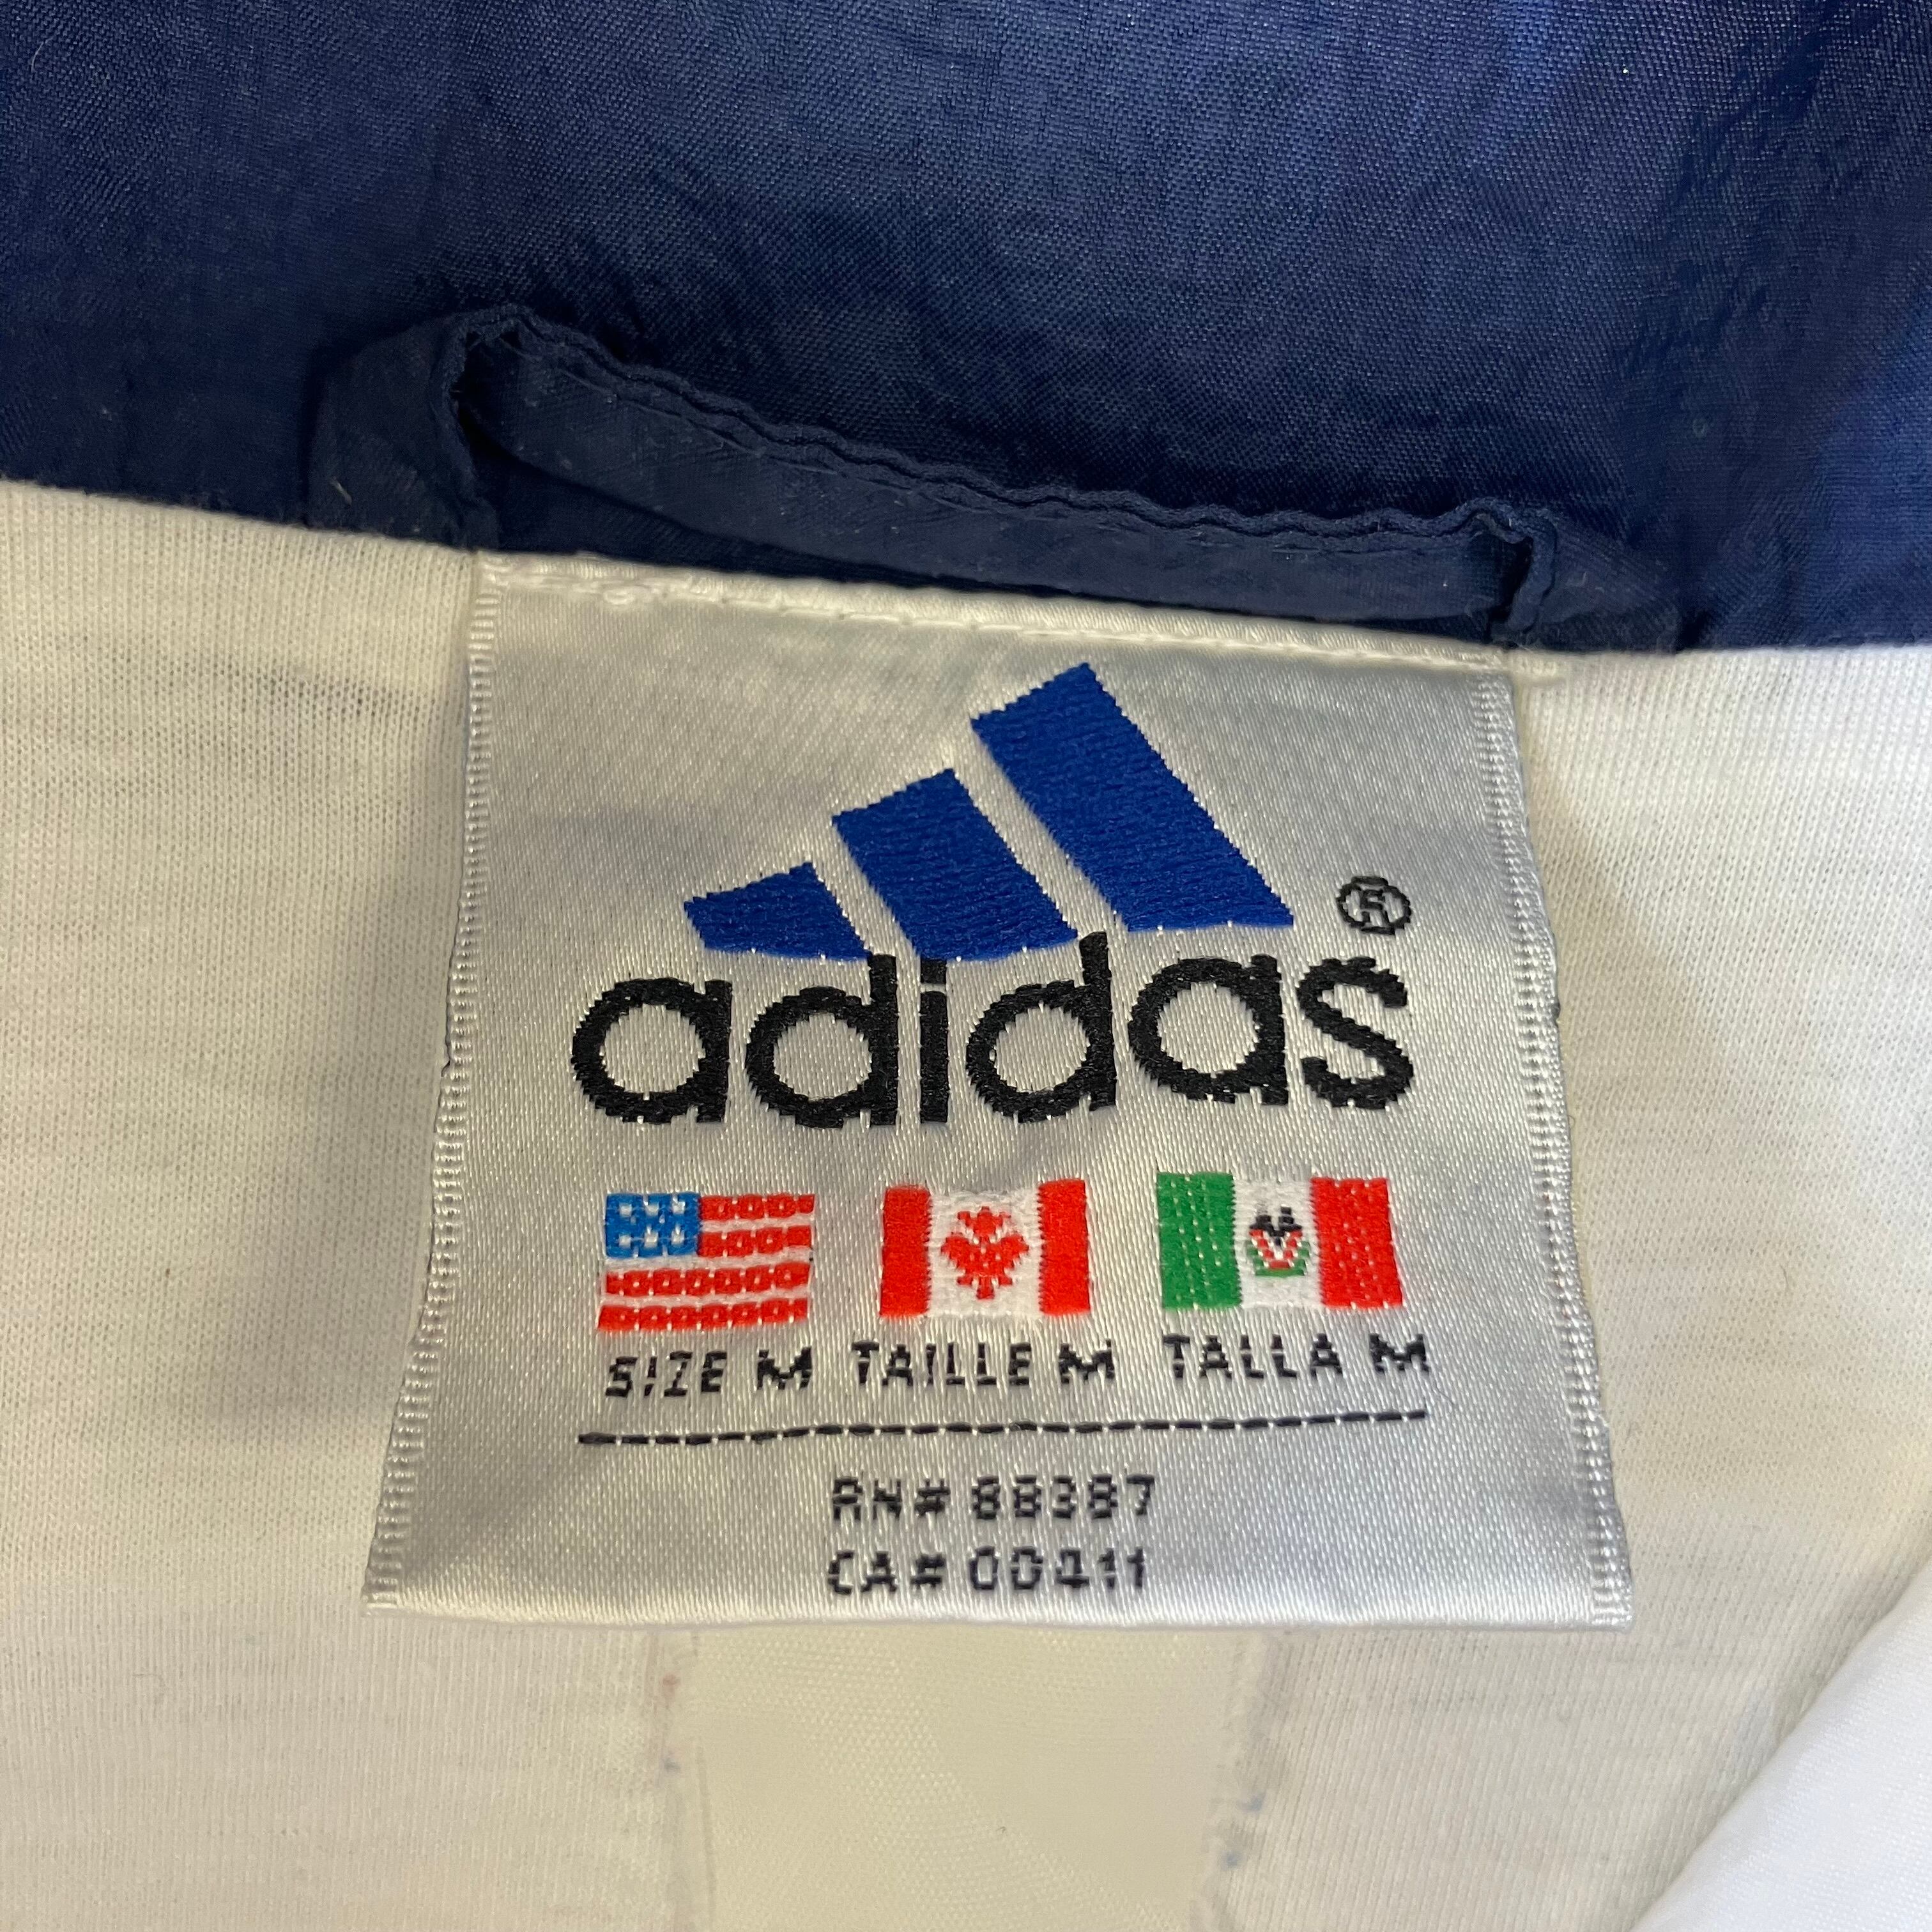 adidas ®
SIZE M TAILLE M TALLA M
RN# 88387
CA# 00411